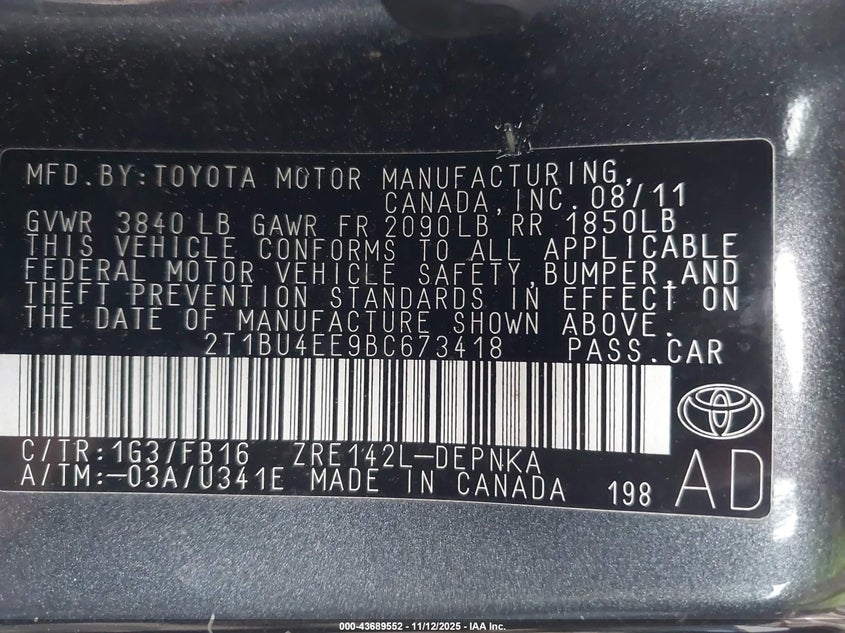 MFD.BY:TOYOTA MOTOR MANUFACTURING,
CANADA,INC.08/11
GVWR 3840 LB GAWR FR 2090LB,RR 1850LB
THIS VEHICLE CONFORMS TO ALL APPLICABLE
FEDERAL MOTOR VEHICLE SAFETY,BUMPER,AND
THEFT PREVENTION STANDARDS IN EFFECT ON
THE DATE OF MANUFACTURE SHOWN ABOVE.
2T1BU4EE9BC673418 PASS.CAR
C/TR:1G3/FB16 ZRE142L-DEPNKA
A/TM:-03A/U341E MADE IN CANADA 198 AD
000-43689552 - 11/12/2025 - IAA Inc.